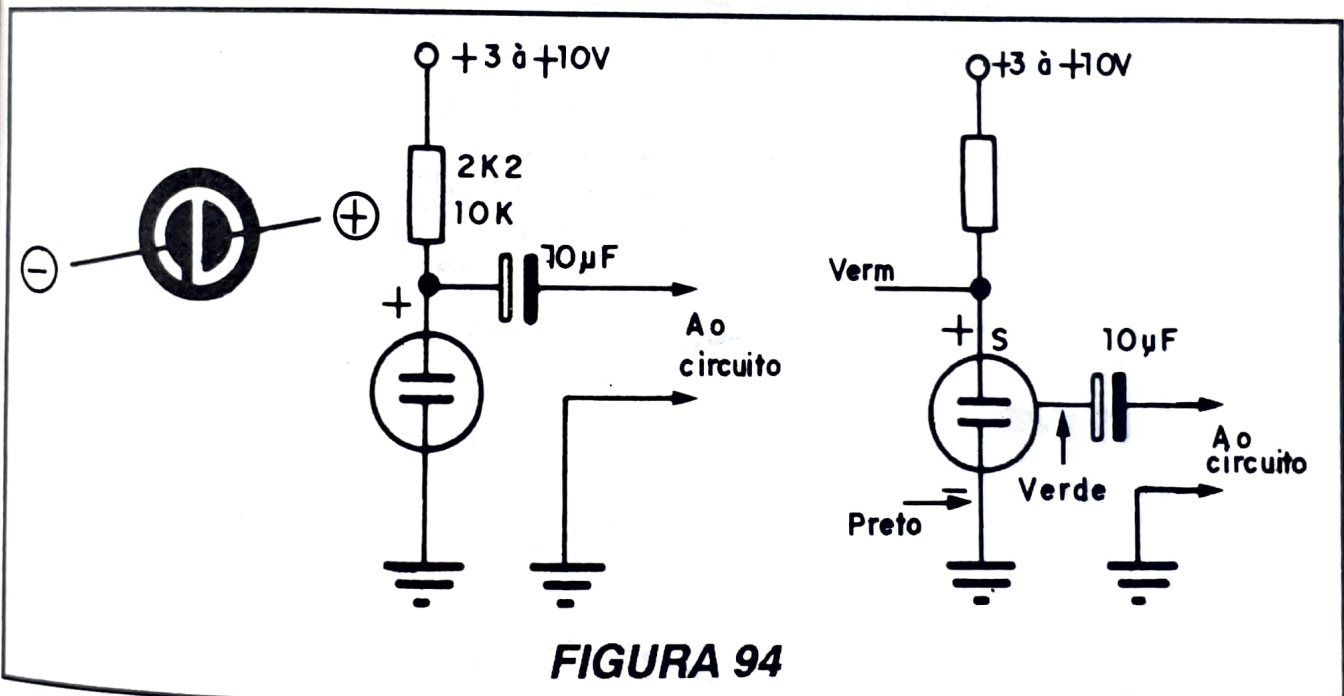 +3 à +10V
2K2
10K
+
-
10µF
+
Ao
circuito
+3 à +10V
Verm
+ S
10µF
Verde
-
Preto
Ao
circuito
FIGURA 94